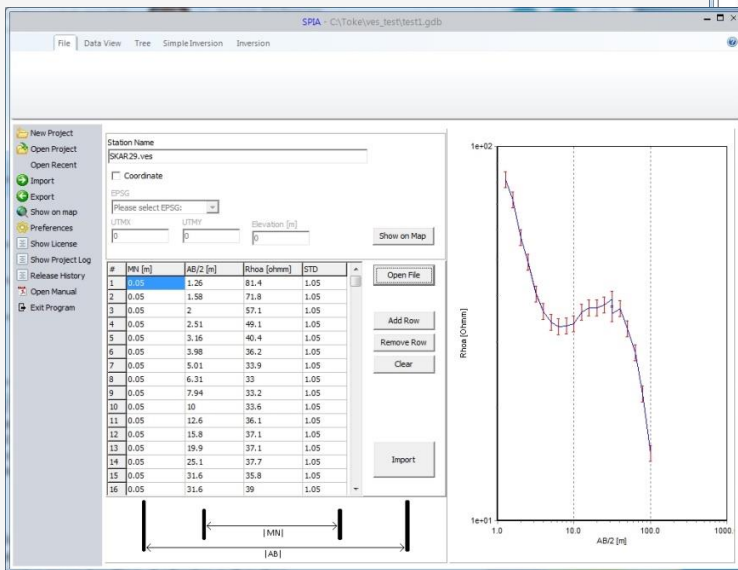 SPIA - C:\Toke\ves_test\test1.gdb
File Data View Tree Simple Inversion Inversion
New Project
Open Project
Open Recent
Import
Export
Show on map
Preferences
Show License
Show Project Log
Release History
Open Manual
Exit Program
Station Name
SKAR29.ves
Coordinate
EPSG
Please select EPSG:
UTMX UTMY Elevation [m]
0 0 0
Show on Map
# MN [m] AB/2 [m] Rhoa [ohmm] STD
1 0.05 1.26 81.4 1.05
2 0.05 1.58 71.8 1.05
3 0.05 2 57.1 1.05
4 0.05 2.51 49.1 1.05
5 0.05 3.16 40.4 1.05
6 0.05 3.98 36.2 1.05
7 0.05 5.01 33.9 1.05
8 0.05 6.31 33 1.05
9 0.05 7.94 33.2 1.05
10 0.05 10 33.6 1.05
11 0.05 12.6 36.1 1.05
12 0.05 15.8 37.1 1.05
13 0.05 19.9 37.1 1.05
14 0.05 25.1 37.7 1.05
15 0.05 31.6 35.8 1.05
16 0.05 31.6 39 1.05
Open File
Add Row
Remove Row
Clear
Import
|MN|
|AB|
1e+02
Rhoa [Ohmm]
1e+01
1.0 10.0 100.0 1000.
AB/2 [m]